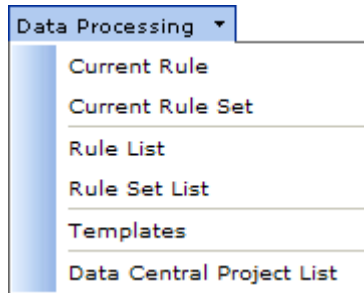 Data Processing
Current Rule
Current Rule Set
Rule List
Rule Set List
Templates
Data Central Project List